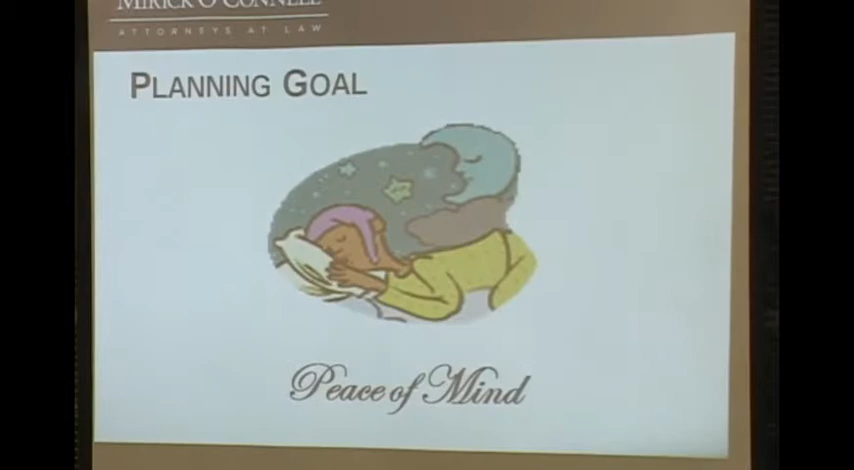 MIRICK O'CONNELL
ATTORNEYS AT LAW
PLANNING GOAL
Peace of Mind